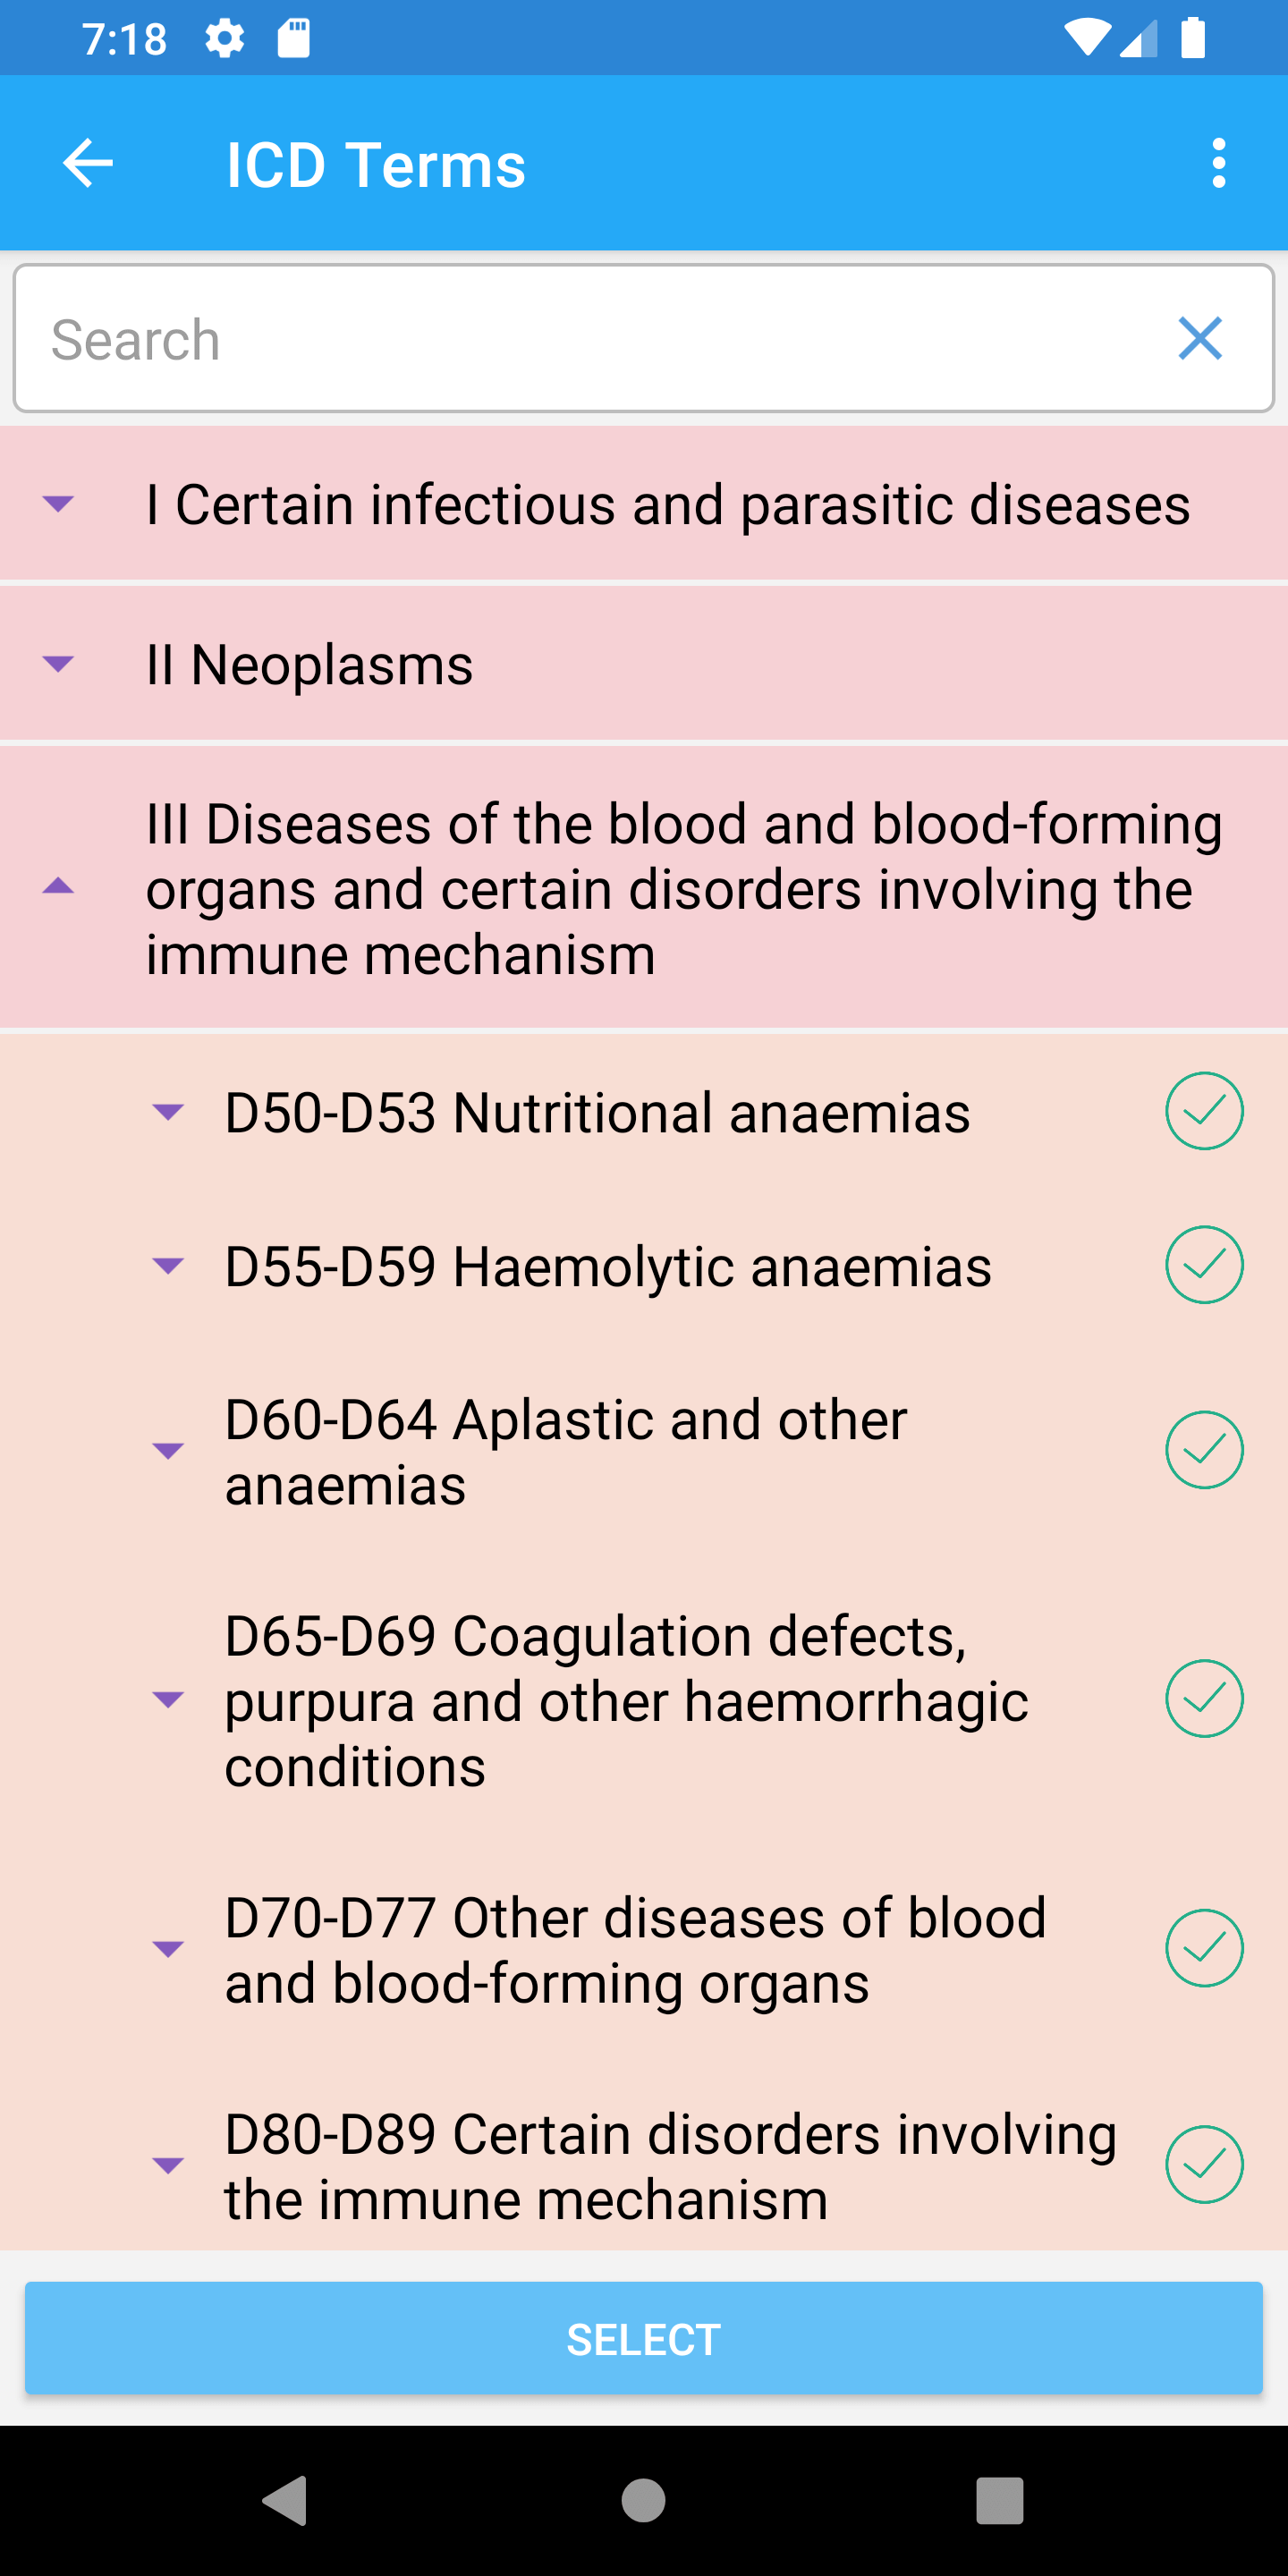 7:18
ICD Terms
Search
I Certain infectious and parasitic diseases
II Neoplasms
III Diseases of the blood and blood-forming
organs and certain disorders involving the
immune mechanism
D50-D53 Nutritional anaemias
D55-D59 Haemolytic anaemias
D60-D64 Aplastic and other
anaemias
D65-D69 Coagulation defects,
purpura and other haemorrhagic
conditions
D70-D77 Other diseases of blood
and blood-forming organs
D80-D89 Certain disorders involving
the immune mechanism
SELECT